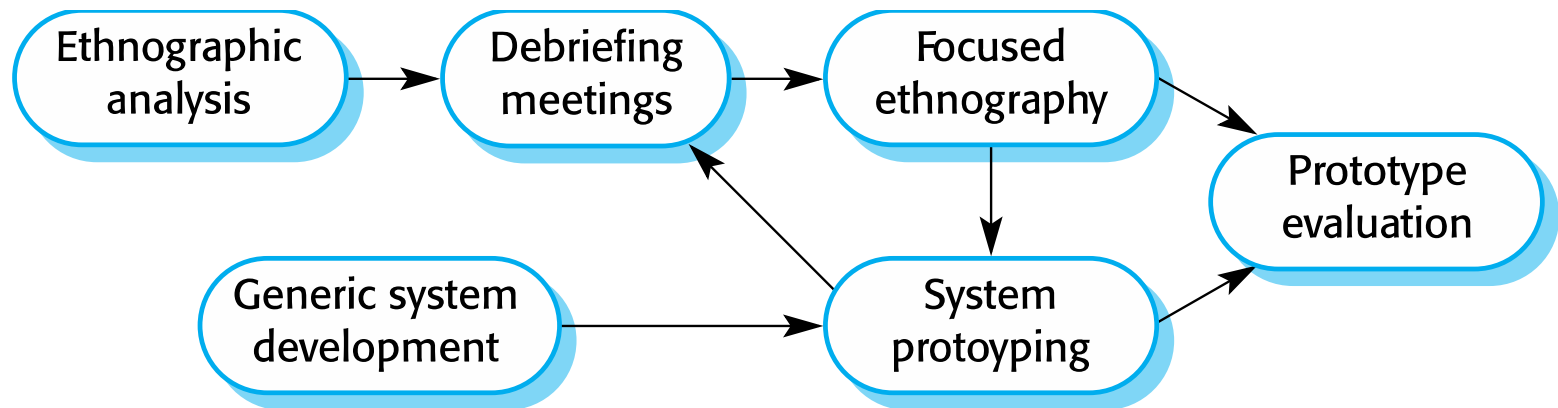 Ethnographic
analysis
Debriefing
meetings
Focused
ethnography
Prototype
evaluation
Generic system
development
System
protoyping